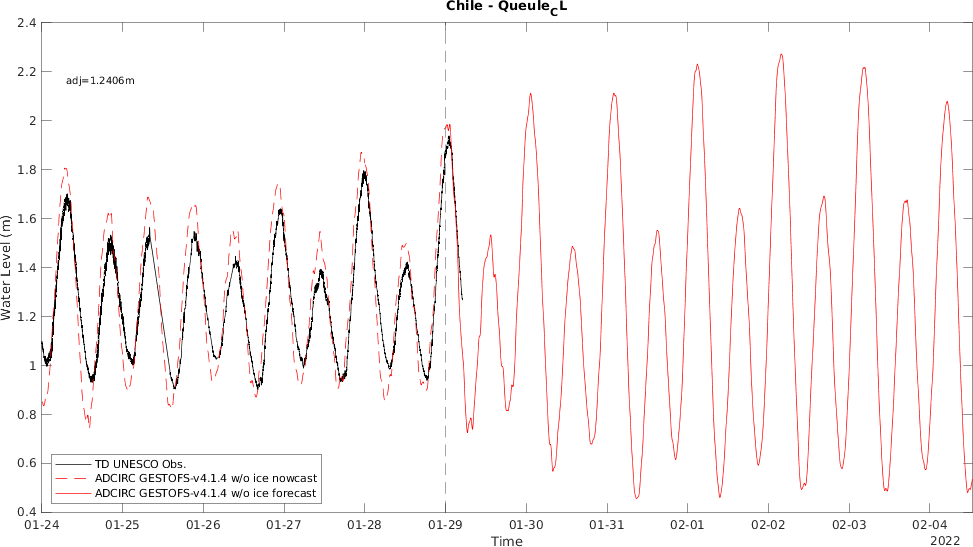 Chile - Queule_CL
2.4
2.2
2
1.8
1.6
1.4
1.2
1
0.8
0.6
0.4
Water Level (m)
adj=1.2406m
TD UNESCO Obs.
ADCIRC GESTOFS-v4.1.4 w/o ice nowcast
ADCIRC GESTOFS-v4.1.4 w/o ice forecast
01-24 01-25 01-26 01-27 01-28 01-29 01-30 01-31 02-01 02-02 02-03 02-04
Time
2022